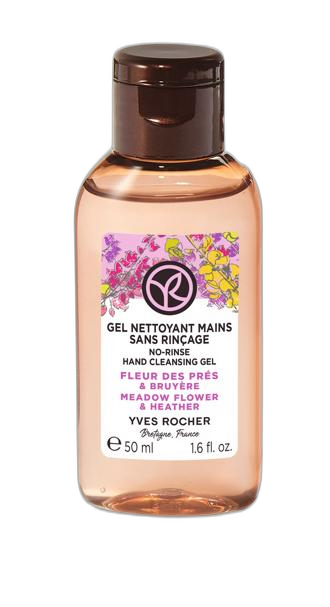 GEL NETTOYANT MAINS
SANS RINÇAGE
NO-RINSE
HAND CLEANSING GEL
FLEUR DES PRÉS
& BRUYÈRE
MEADOW FLOWER
& HEATHER
YVES ROCHER
Bretagne, France
e 50 ml 1.6 fl. oz.